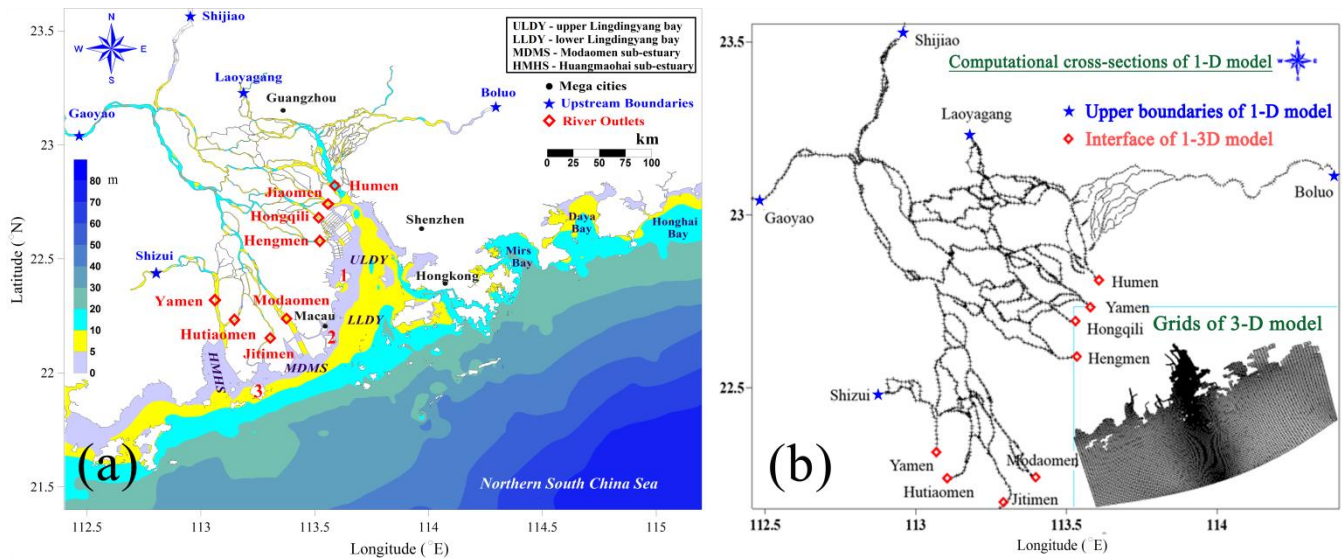 (a)
23.5
23
22.5
22
21.5
Latitude (°N)
112.5
113
113.5
114
114.5
115
Longitude (°E)
N
W
E
S
Shijiao
ULDY - upper Lingdingyang bay
LLDY - lower Lingdingyang bay
MDMS - Modaomen sub-estuary
HMHS - Huangmaohai sub-estuary
Mega cities
Upstream Boundaries
River Outlets
km
0
25
50
75
100
Laoyagang
Guangzhou
Boluo
Gaoyao
80
m
70
60
50
40
30
20
10
5
0
Jiaomen
Humen
Hongqili
Hengmen
Shenzhen
Daya
Bay
Honghai
Bay
Mirs
Bay
Shizui
ULDY
1
Hongkong
Yamen
Modaomen
Macau
LLDY
2
Hutiaomen
Jitimen
HMHS
MDMS
3
Northern South China Sea
(b)
23.5
23
22.5
112.5
113
113.5
114
Longitude (°E)
Shijiao
Computational cross-sections of 1-D model
N
W
E
S
Upper boundaries of 1-D model
Interface of 1-3D model
Laoyagang
Gaoyao
Boluo
Humen
Yamen
Hongqili
Hengmen
Grids of 3-D model
Shizui
Yamen
Modaomen
Hutiaomen
Jitimen